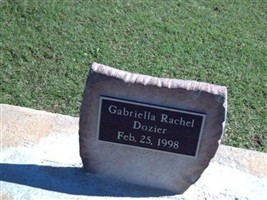 Gabriella Rachel
Dozier
Feb. 25, 1998